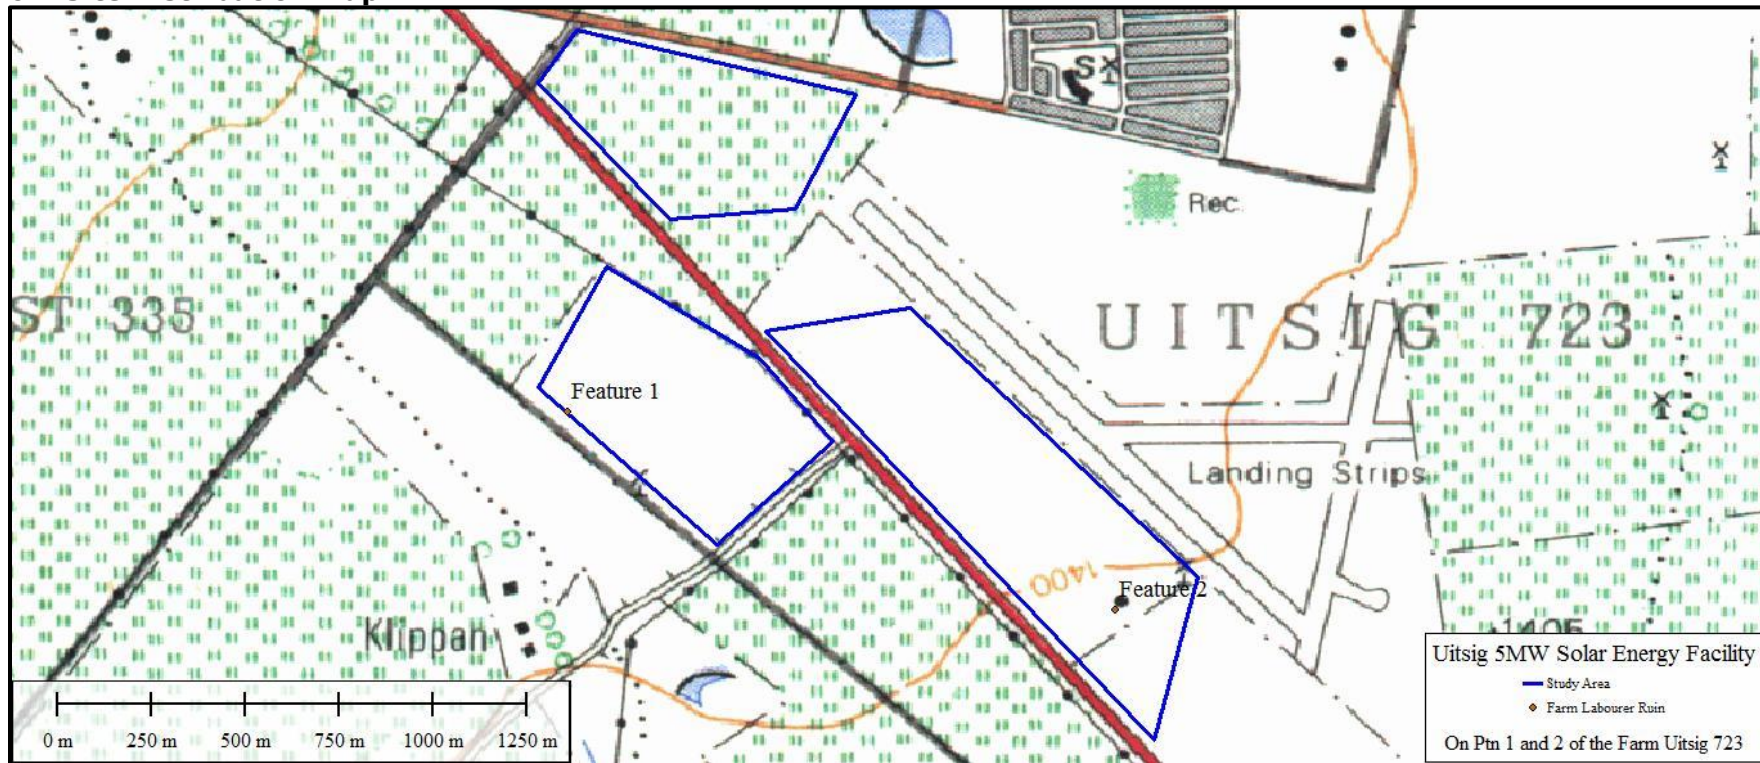 S
Rec
ST 335
UITSIG 723
Feature 1
Landing Strips
1400
Feature 2
Klippan
1405
Uitsig 5MW Solar Energy Facility
Study Area
Farm Labourer Ruin
On Ptn 1 and 2 of the Farm Uitsig 723
0 m 250 m 500 m 750 m 1000 m 1250 m